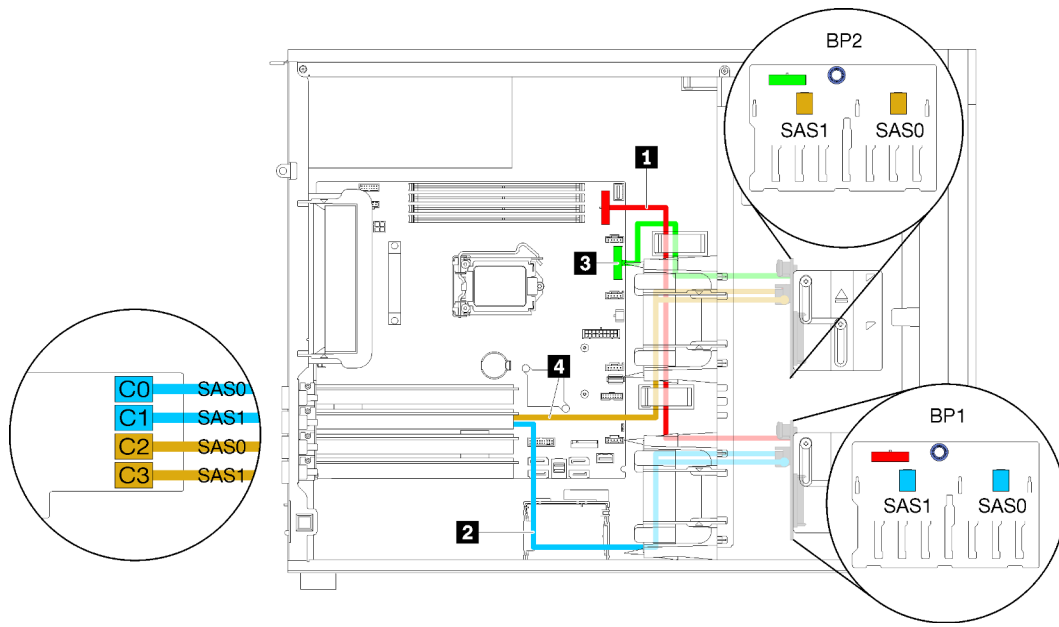 BP2
SAS1 SAS0
1
3
4
C0 SAS0
C1 SAS1
C2 SAS0
C3 SAS1
2
BP1
SAS1 SAS0